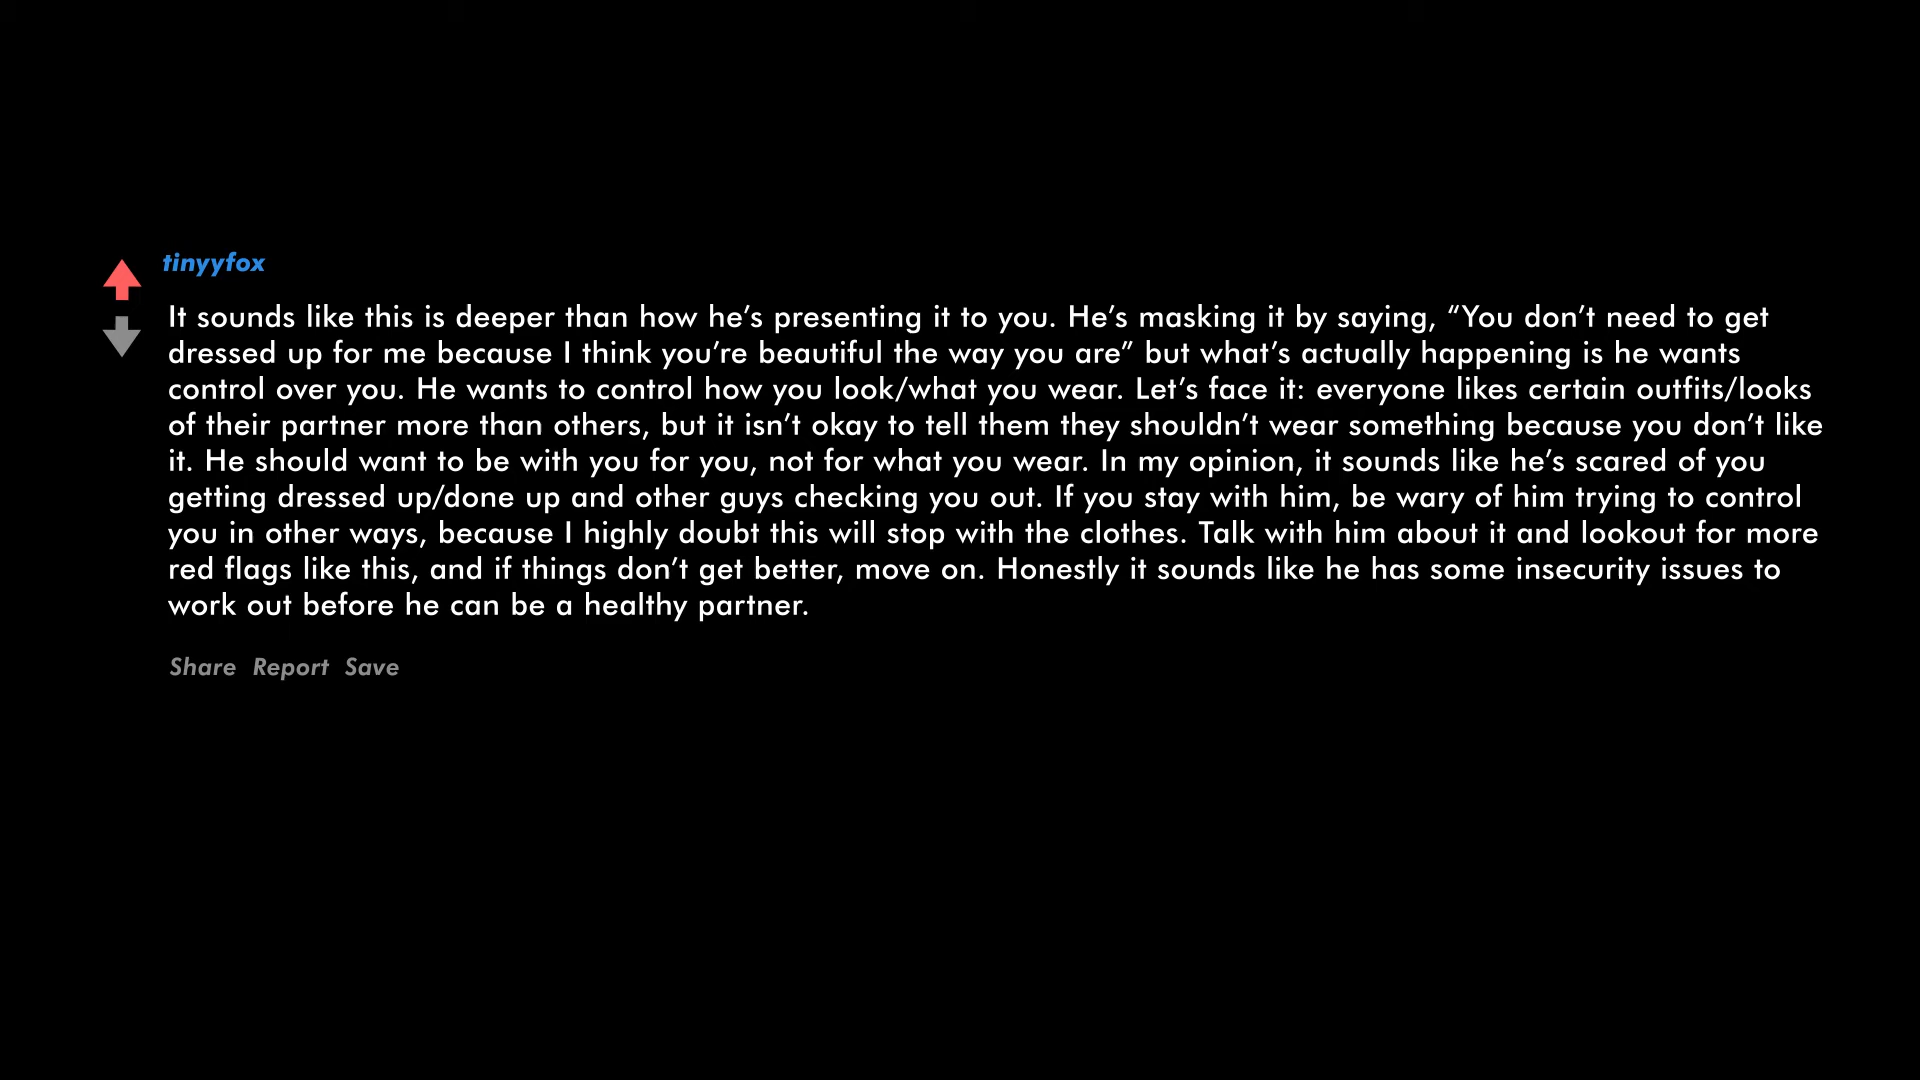 tinyyfox
It sounds like this is deeper than how he’s presenting it to you. He’s masking it by saying, “You don’t need to get
dressed up for me because I think you’re beautiful the way you are” but what’s actually happening is he wants
control over you. He wants to control how you look/what you wear. Let’s face it: everyone likes certain outfits/looks
of their partner more than others, but it isn’t okay to tell them they shouldn’t wear something because you don’t like
it. He should want to be with you for you, not for what you wear. In my opinion, it sounds like he’s scared of you
getting dressed up/done up and other guys checking you out. If you stay with him, be wary of him trying to control
you in other ways, because I highly doubt this will stop with the clothes. Talk with him about it and lookout for more
red flags like this, and if things don’t get better, move on. Honestly it sounds like he has some insecurity issues to
work out before he can be a healthy partner.
Share Report Save